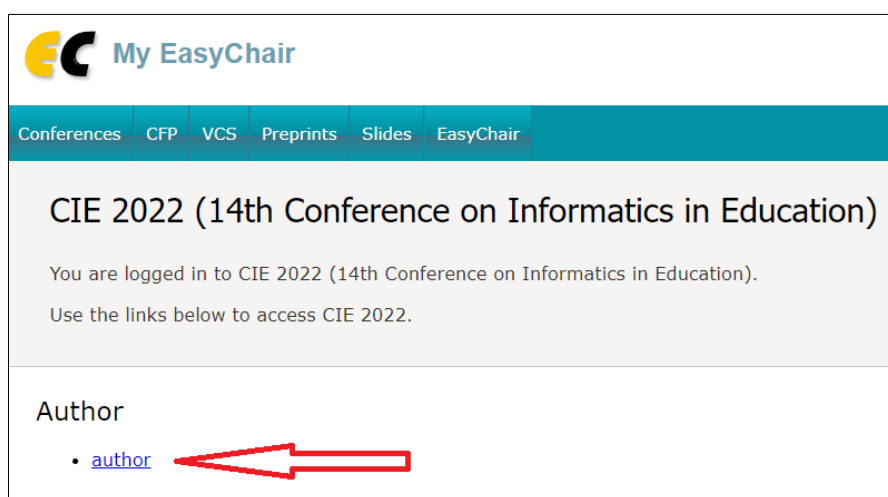 EC My EasyChair
Conferences CFP VCS Preprints Slides EasyChair
CIE 2022 (14th Conference on Informatics in Education)
You are logged in to CIE 2022 (14th Conference on Informatics in Education).
Use the links below to access CIE 2022.
Author
• author